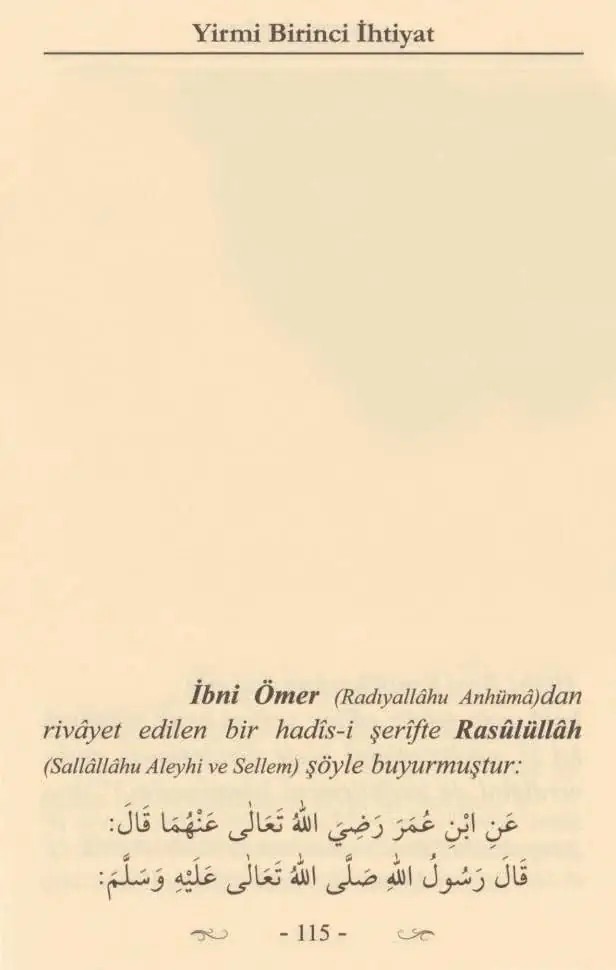 Yirmi Birinci İhtiyat
İbni Ömer (Radıyallâhu Anhümâ)dan
rivâyet edilen bir hadîs-i şerîfte Rasûlüllâh
(Sallâllâhu Aleyhi ve Sellem) şöyle buyurmuştur:
عَنِ ابْنِ عُمَرَ رَضِيَ اللّٰهُ تَعَالٰى عَنْهُمَا قَالَ:
قَالَ رَسُولُ اللّٰهِ صَلَّى اللّٰهُ تَعَالٰى عَلَيْهِ وَسَلَّمَ:
- 115 -